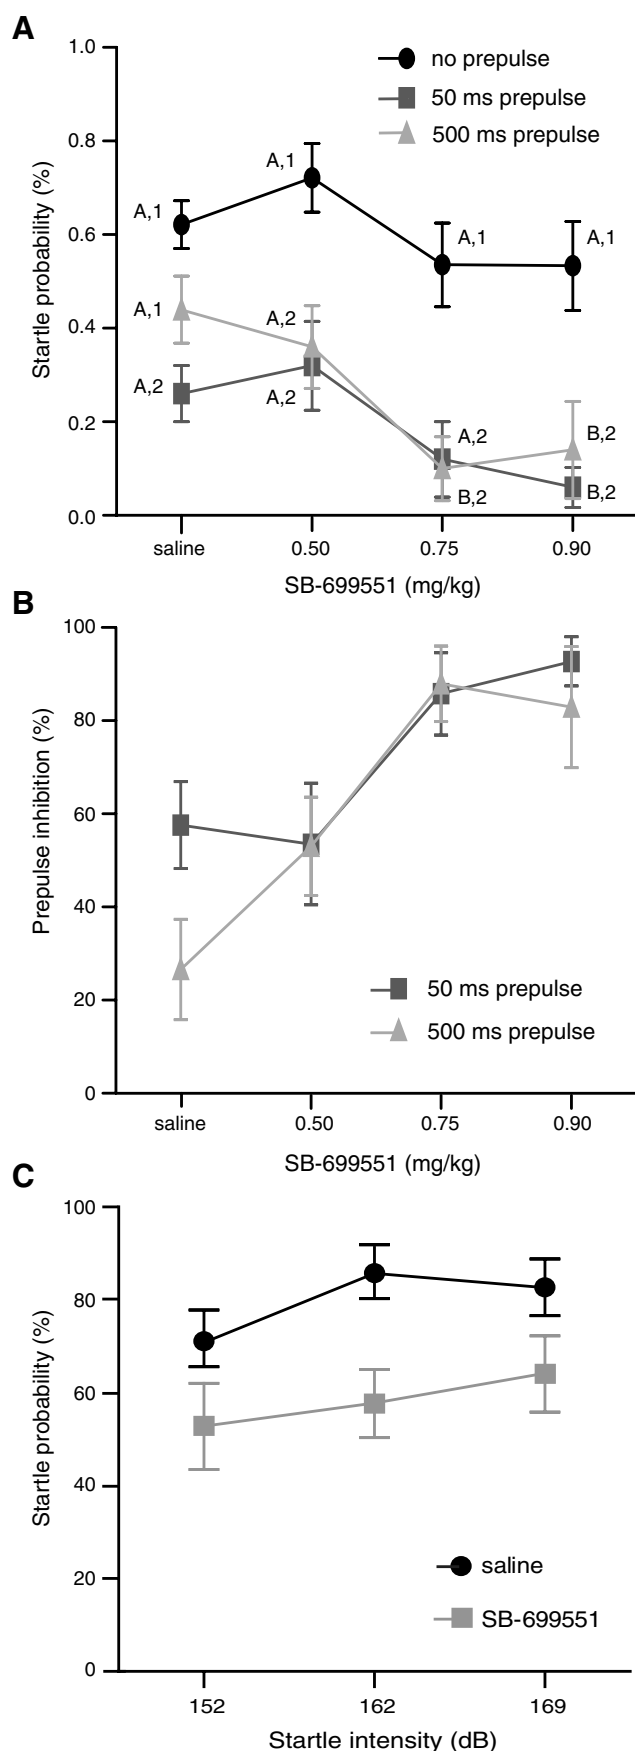 A
1.0
no prepulse
50 ms prepulse
500 ms prepulse
0.8
A,1
A,1
A,1
A,1
0.6
Startle probability (%)
A,1
A,2
0.4
A,2
A,2
0.2
A,2
B,2
B,2
B,2
0.0
saline
0.50
0.75
0.90
SB-699551 (mg/kg)
B
100
80
60
40
20
0
Prepulse inhibition (%)
50 ms prepulse
500 ms prepulse
saline
0.50
0.75
0.90
SB-699551 (mg/kg)
C
100
80
60
40
20
0
Startle probability (%)
saline
SB-699551
152
162
169
Startle intensity (dB)